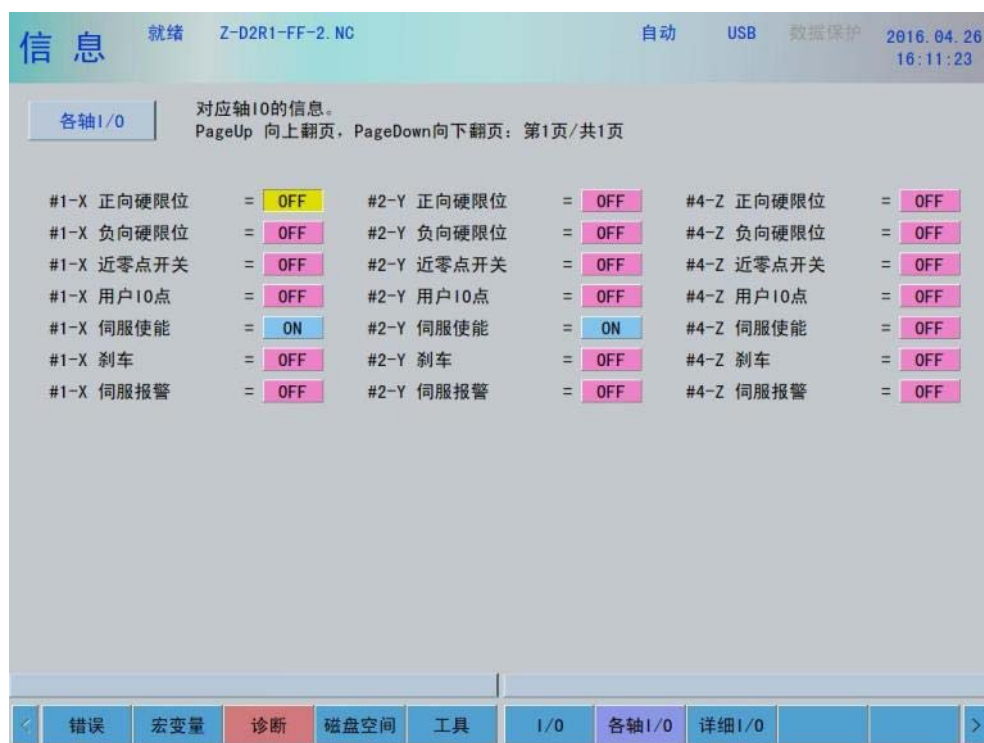 信 息 就绪 Z-D2R1-FF-2.NC 自动 USB 数据保护 2016.04.26
16:11:23
各轴I/O
对应轴IO的信息。
PageUp 向上翻页，PageDown向下翻页：第1页/共1页
#1-X 正向硬限位 = OFF #2-Y 正向硬限位 = OFF #4-Z 正向硬限位 = OFF
#1-X 负向硬限位 = OFF #2-Y 负向硬限位 = OFF #4-Z 负向硬限位 = OFF
#1-X 近零点开关 = OFF #2-Y 近零点开关 = OFF #4-Z 近零点开关 = OFF
#1-X 用户IO点 = OFF #2-Y 用户IO点 = OFF #4-Z 用户IO点 = OFF
#1-X 伺服使能 = ON #2-Y 伺服使能 = ON #4-Z 伺服使能 = OFF
#1-X 刹车 = OFF #2-Y 刹车 = OFF #4-Z 刹车 = OFF
#1-X 伺服报警 = OFF #2-Y 伺服报警 = OFF #4-Z 伺服报警 = OFF
< 错误 宏变量 诊断 磁盘空间 工具 I/O 各轴I/O 详细I/O >